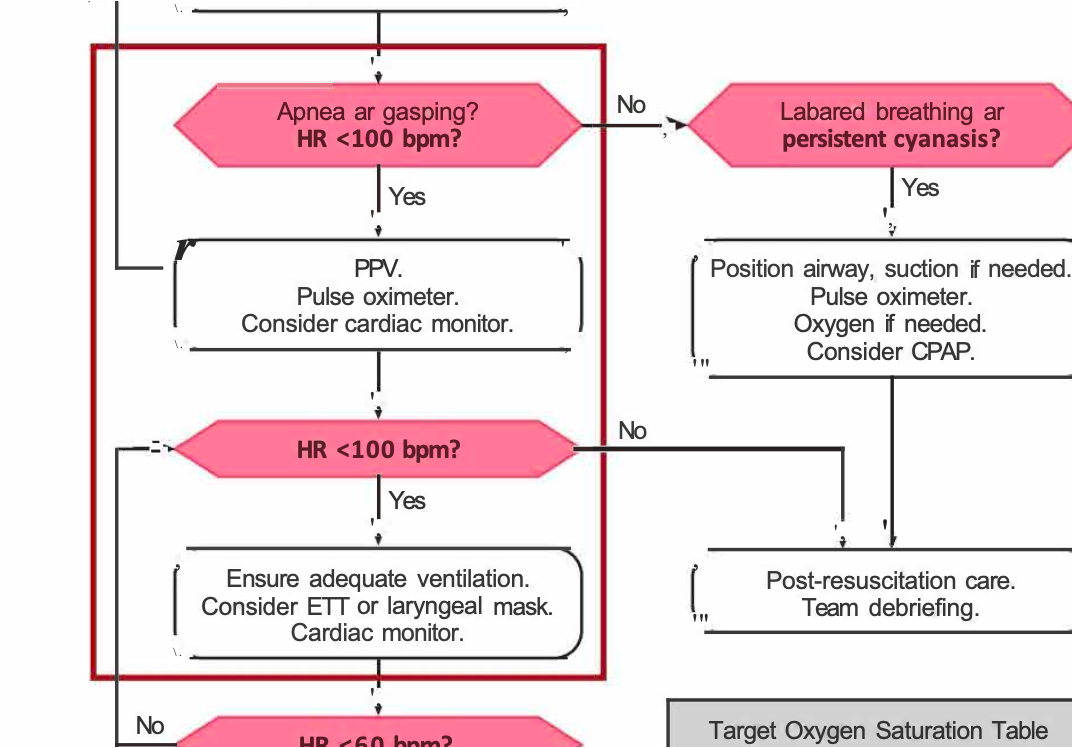 Apnea ar gasping?
HR <100 bpm?
No
Labared breathing ar
persistent cyanasis?
Yes
Yes
PPV.
Pulse oximeter.
Consider cardiac monitor.
Position airway, suction if needed.
Pulse oximeter.
Oxygen if needed.
Consider CPAP.
HR <100 bpm?
No
Yes
Ensure adequate ventilation.
Consider ETT or laryngeal mask.
Cardiac monitor.
Post-resuscitation care.
Team debriefing.
No
HR <60 bpm?
Target Oxygen Saturation Table